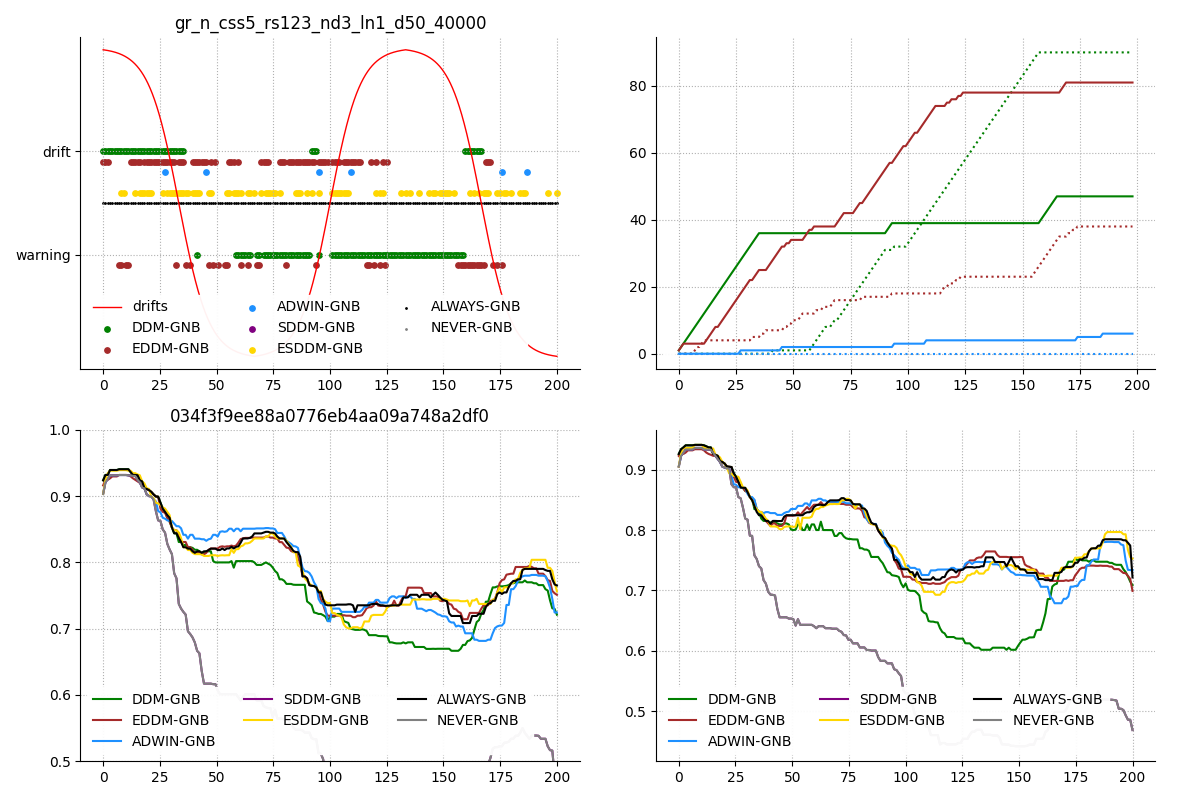 gr_n_css5_rs123_nd3_ln1_d50_40000
drift
warning
drifts
DDM-GNB
EDDM-GNB
ADWIN-GNB
SDDM-GNB
ESDDM-GNB
ALWAYS-GNB
NEVER-GNB
0 25 50 75 100 125 150 175 200
80
60
40
20
0
0 25 50 75 100 125 150 175 200
034f3f9ee88a0776eb4aa09a748a2df0
1.0
0.9
0.8
0.7
0.6
0.5
DDM-GNB
EDDM-GNB
ADWIN-GNB
SDDM-GNB
ESDDM-GNB
ALWAYS-GNB
NEVER-GNB
0 25 50 75 100 125 150 175 200
0.9
0.8
0.7
0.6
0.5
DDM-GNB
EDDM-GNB
ADWIN-GNB
SDDM-GNB
ESDDM-GNB
ALWAYS-GNB
NEVER-GNB
0 25 50 75 100 125 150 175 200